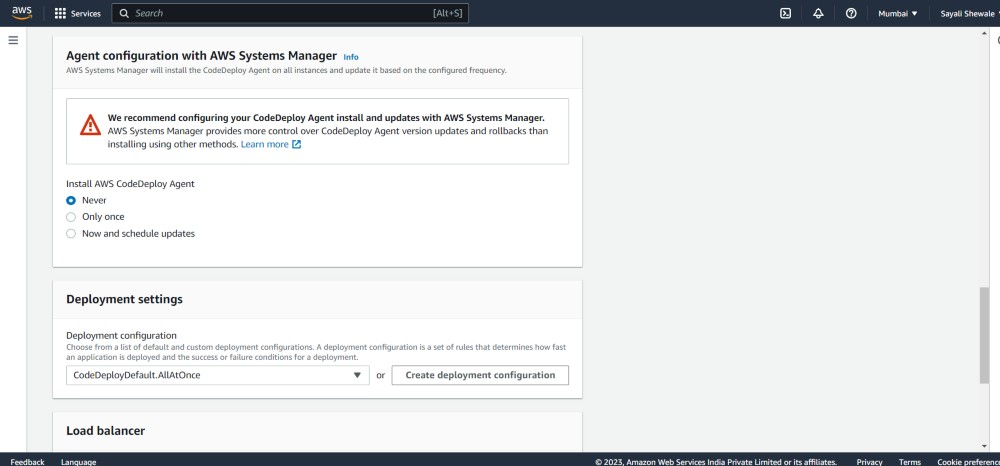 aws Services Search [Alt+S] Mumbai ▼ Sayali Shewale
Agent configuration with AWS Systems Manager Info
AWS Systems Manager will install the CodeDeploy Agent on all instances and update it based on the configured frequency.
We recommend configuring your CodeDeploy Agent install and updates with AWS Systems Manager.
AWS Systems Manager provides more control over CodeDeploy Agent version updates and rollbacks than
installing using other methods. Learn more
Install AWS CodeDeploy Agent
Never
Only once
Now and schedule updates
Deployment settings
Deployment configuration
Choose from a list of default and custom deployment configurations. A deployment configuration is a set of rules that determines how fast
an application is deployed and the success or failure conditions for a deployment.
CodeDeployDefault.AllAtOnce ▼ or Create deployment configuration
Load balancer
Feedback Language © 2023, Amazon Web Services India Private Limited or its affiliates. Privacy Terms Cookie preferenc